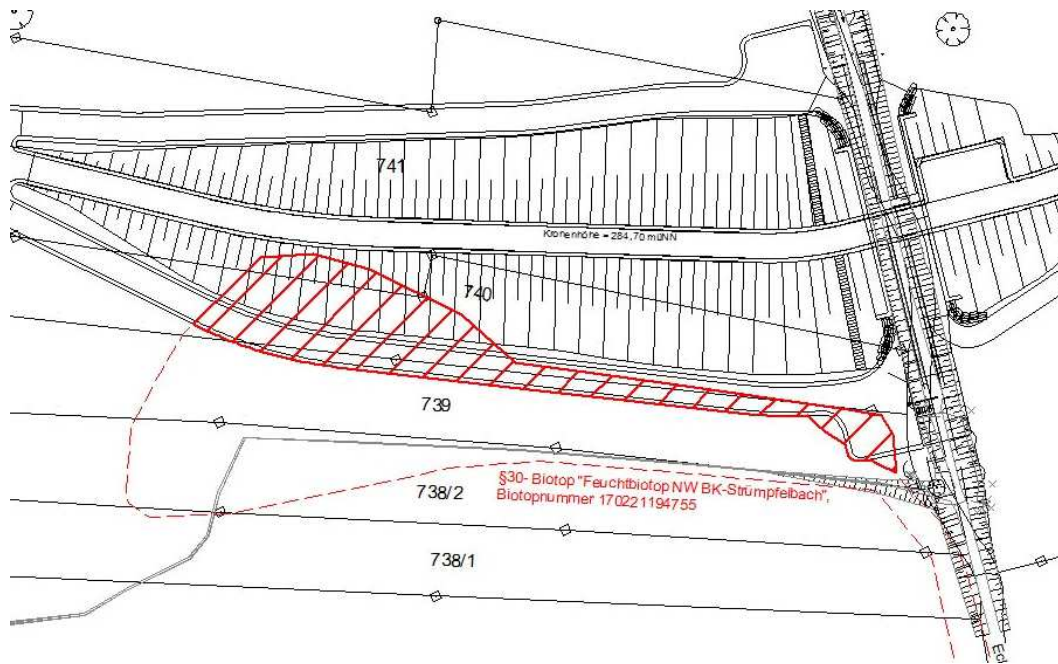 741
Kronenhöhe = 284,70 müNN
740
739
§30- Biotop "Feuchtbiotop NW BK-Strümpfelbach",
738/2
Biotopnummer 170221194755
738/1